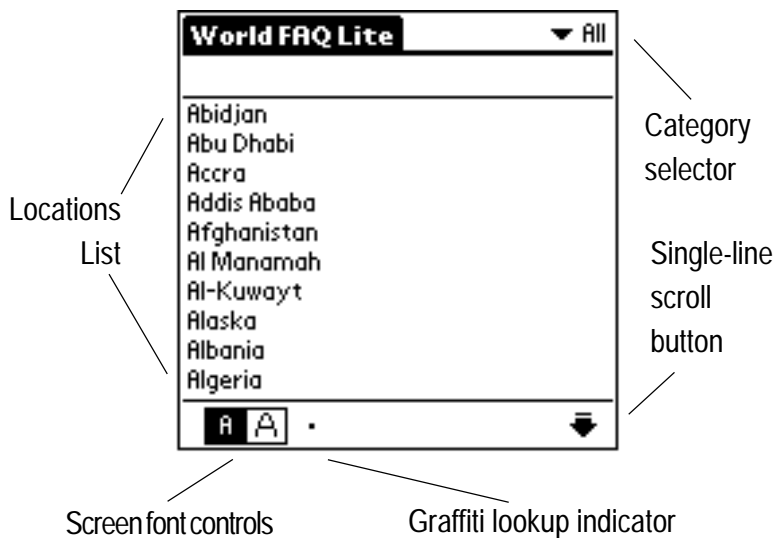 World FAQ Lite
All
Abidjan
Abu Dhabi
Accra
Addis Ababa
Afghanistan
Al Manamah
Al-Kuwayt
Alaska
Albania
Algeria
A A
Locations
List
Category
selector
Single-line
scroll
button
Screen font controls
Graffiti lookup indicator